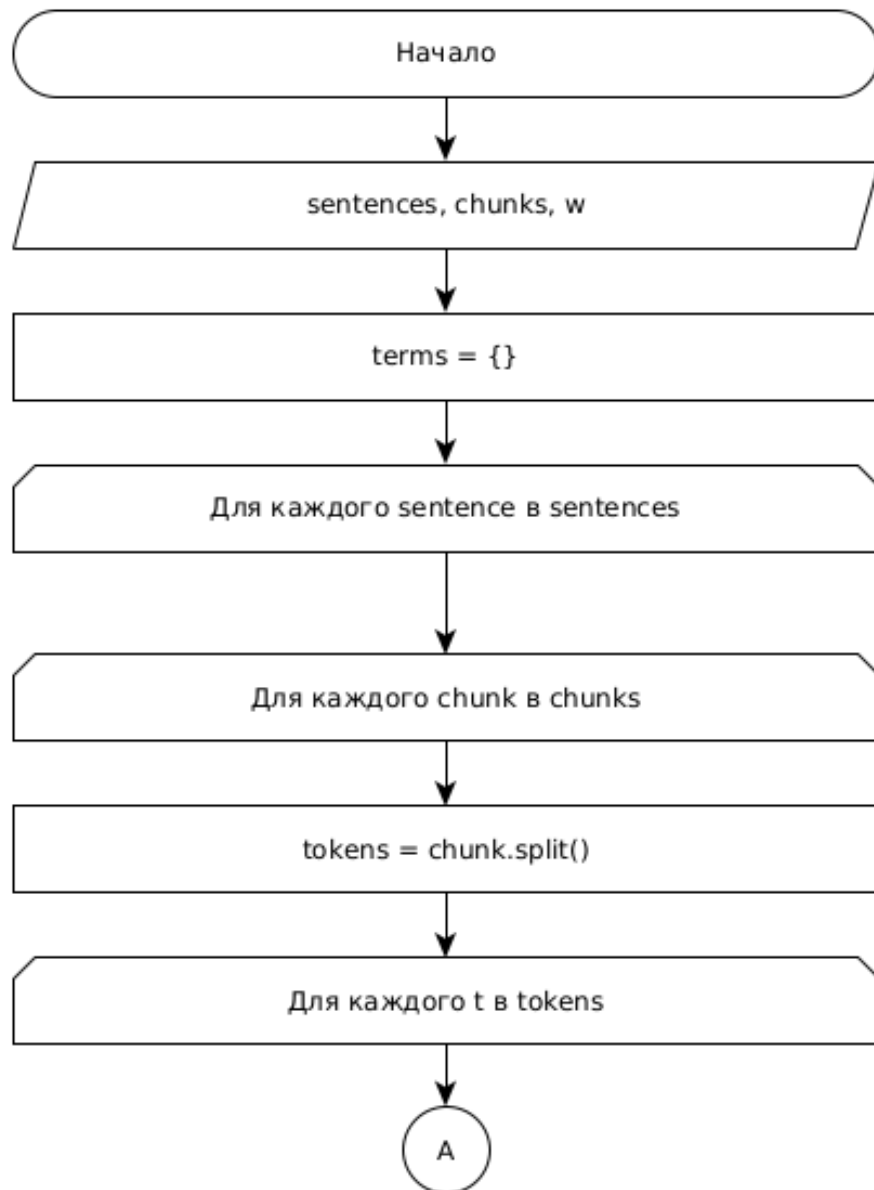 Начало
sentences, chunks, w
terms = {}
Для каждого sentence в sentences
Для каждого chunk в chunks
tokens = chunk.split()
Для каждого t в tokens
A